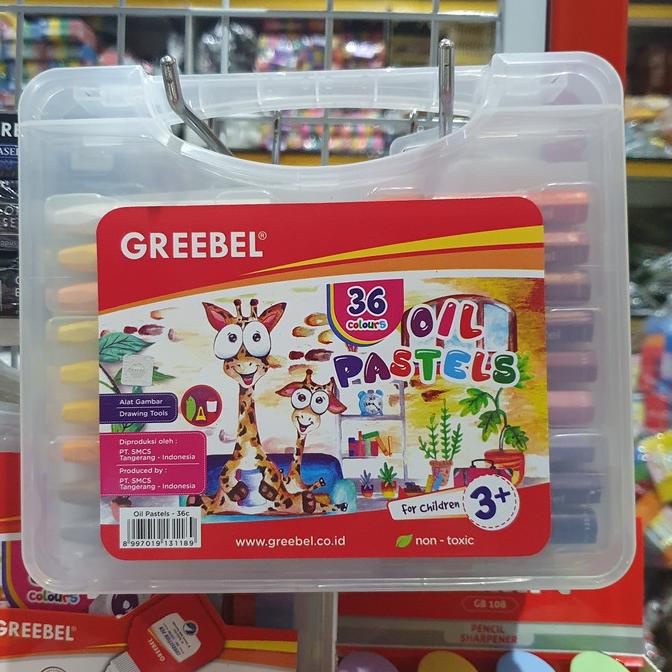 GREEBEL®
36
colours
OIL
PASTELS
Alat Gambar
Drawing Tools
Diproduksi oleh :
PT. SMCS
Tangerang - Indonesia
Produced by :
PT. SMCS
Tangerang - Indonesia
Oil Pastels - 36c
8 997019 131189
for Children
3+
www.greebel.co.id
non - toxic
colours
GREEBEL®
GB 108
PENCIL
SHARPENER